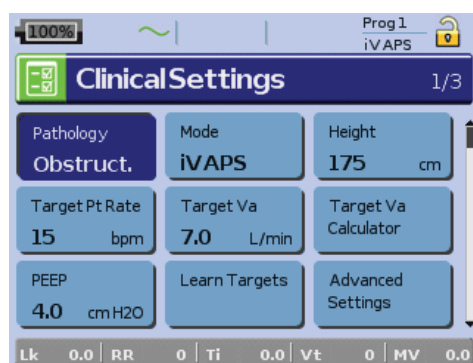 100%
Prog 1
iVAPS
Clinical Settings 1/3
Pathology
Obstruct.
Mode
iVAPS
Height
175 cm
Target Pt Rate
15 bpm
Target Va
7.0 L/min
Target Va
Calculator
PEEP
4.0 cmH2O
Learn Targets
Advanced
Settings
Lk 0.0 RR 0 Ti 0.0 Vt 0 MV 0.0